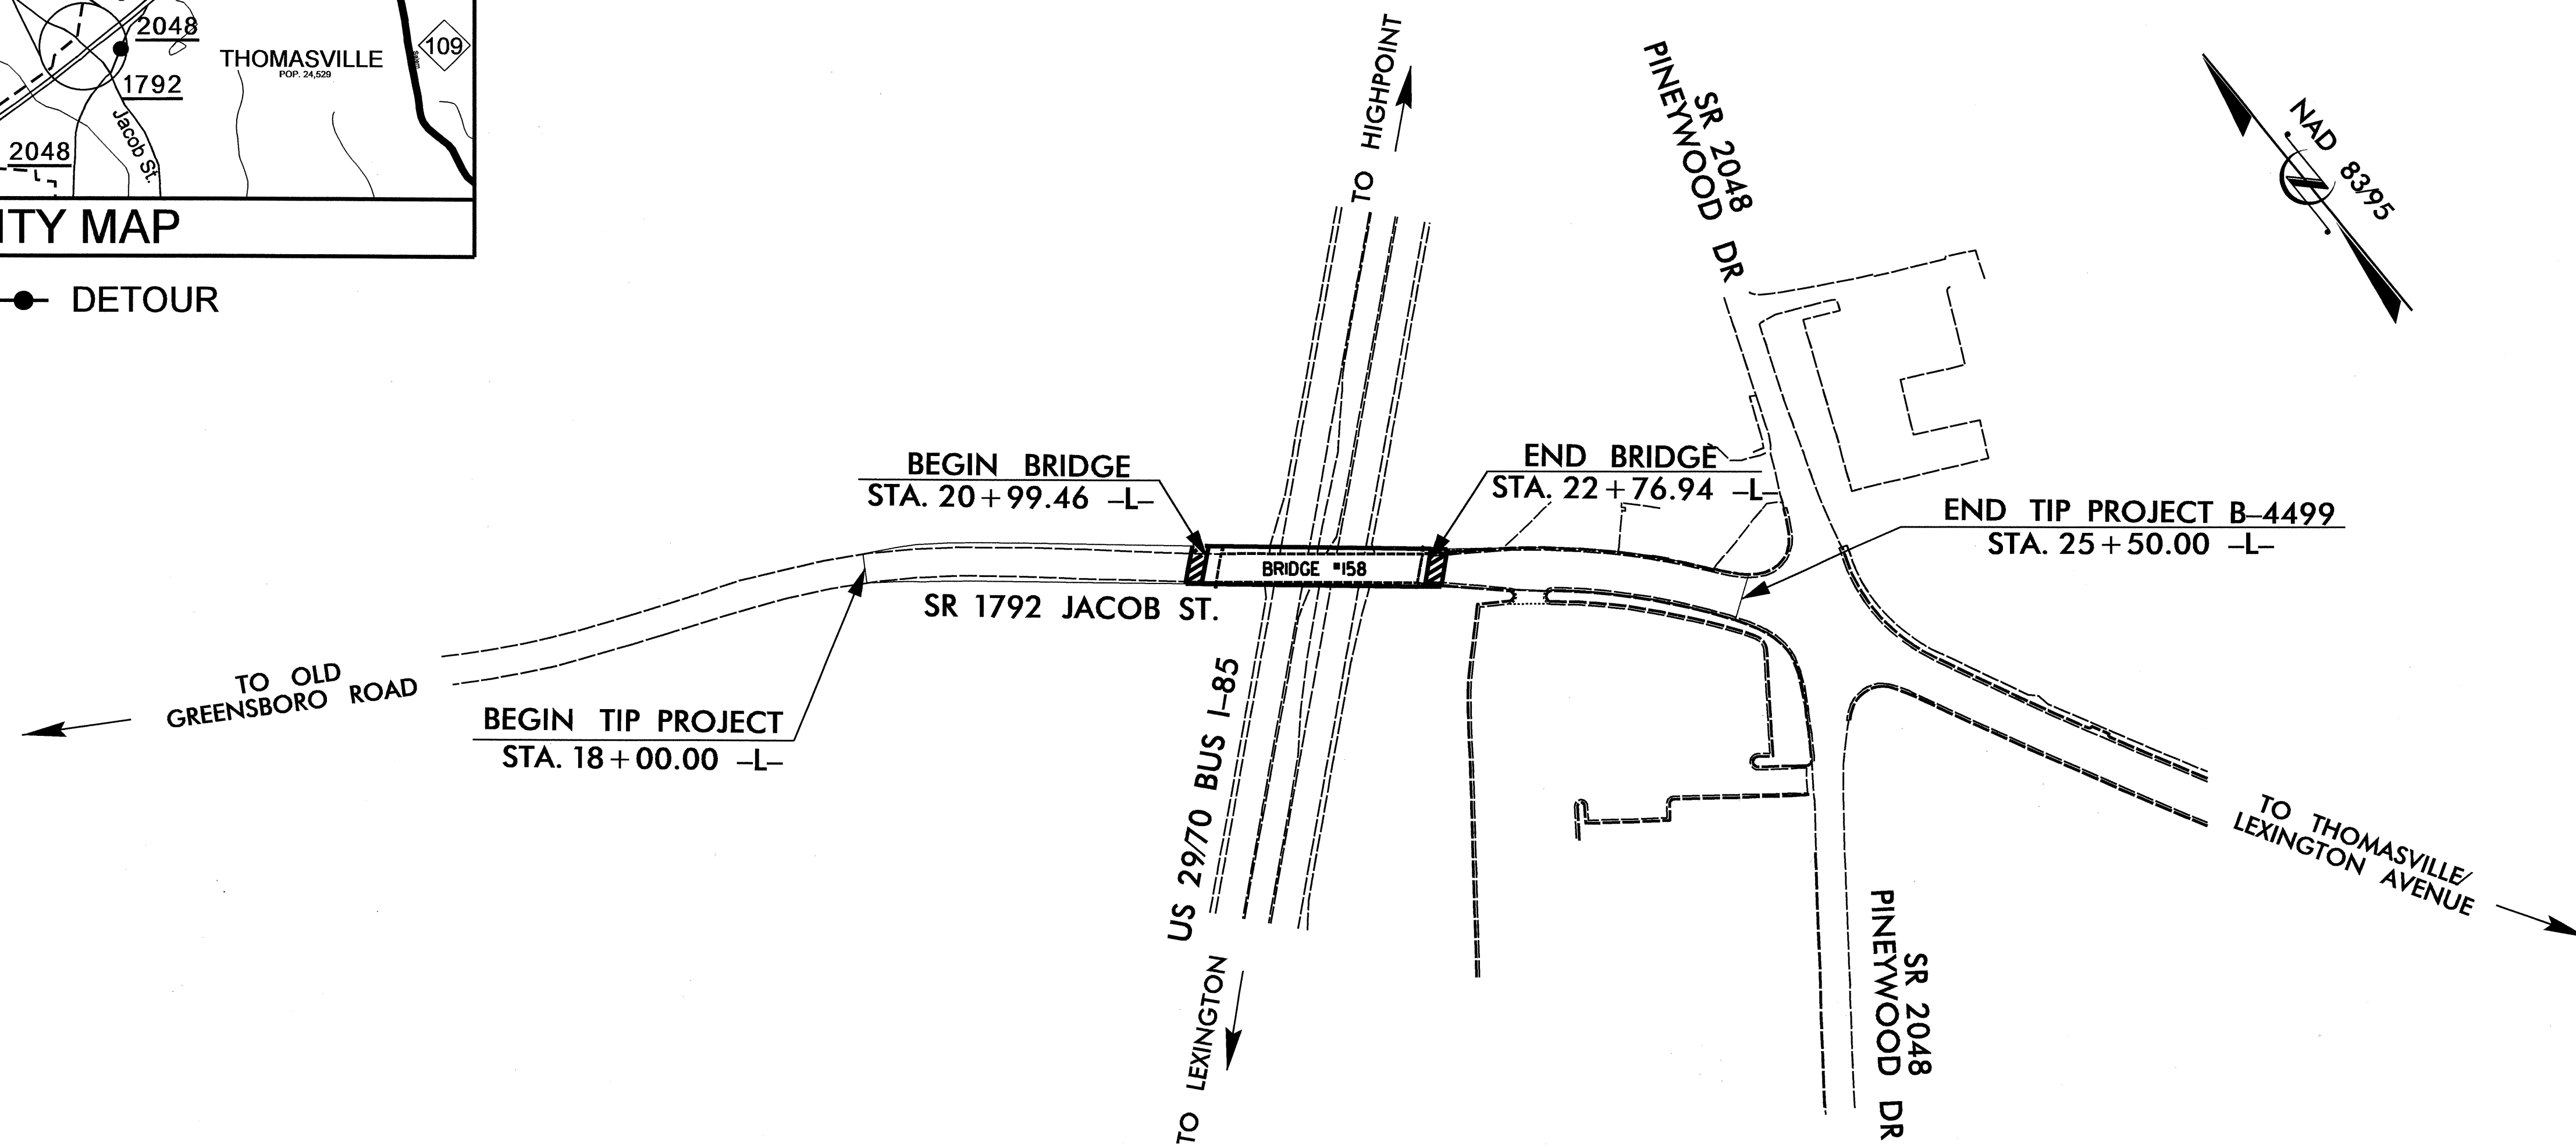 2048
THOMASVILLE
POP. 24,529
109
1792
Jacob St.
2048
ITY MAP
DETOUR
TO HIGHPOINT
SR 2048
PINEYWOOD DR
NAD 83/95
BEGIN BRIDGE
STA. 20+99.46 –L–
END BRIDGE
STA. 22+76.94 –L–
END TIP PROJECT B–4499
STA. 25+50.00 –L–
BRIDGE #158
SR 1792 JACOB ST.
TO OLD
GREENSBORO ROAD
BEGIN TIP PROJECT
STA. 18+00.00 –L–
US 29/70 BUS I–85
TO LEXINGTON
TO THOMASVILLE/
LEXINGTON AVENUE
SR 2048
PINEYWOOD DR